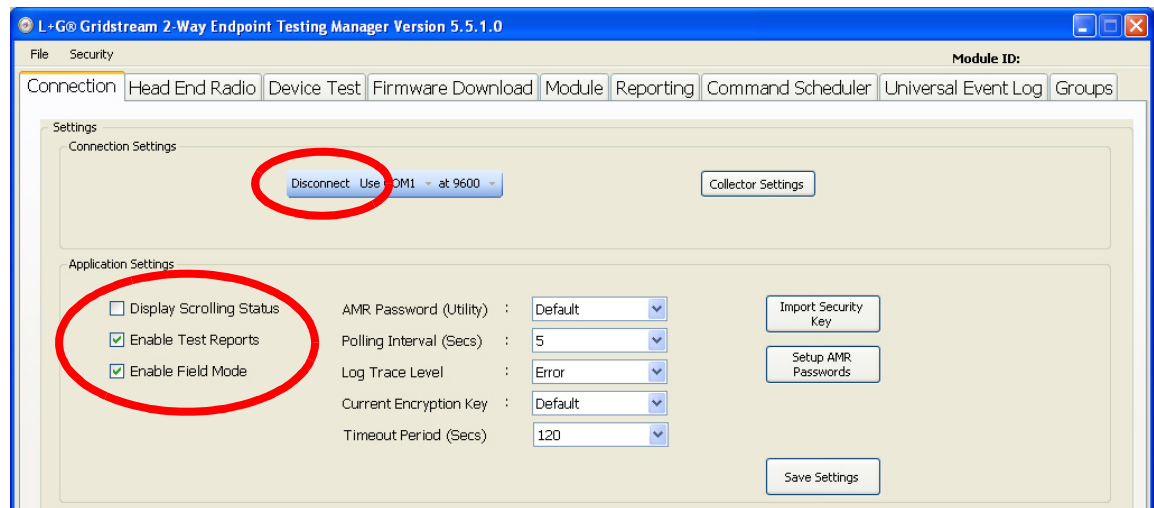 L+G® Gridstream 2-Way Endpoint Testing Manager Version 5.5.1.0
File Security
Module ID:
Connection Head End Radio Device Test Firmware Download Module Reporting Command Scheduler Universal Event Log Groups
Settings
Connection Settings
Disconnect Use COM1 at 9600
Collector Settings
Application Settings
Display Scrolling Status
AMR Password (Utility) : Default
Import Security Key
Enable Test Reports
Polling Interval (Secs) : 5
Setup AMR Passwords
Enable Field Mode
Log Trace Level : Error
Current Encryption Key : Default
Timeout Period (Secs) 120
Save Settings